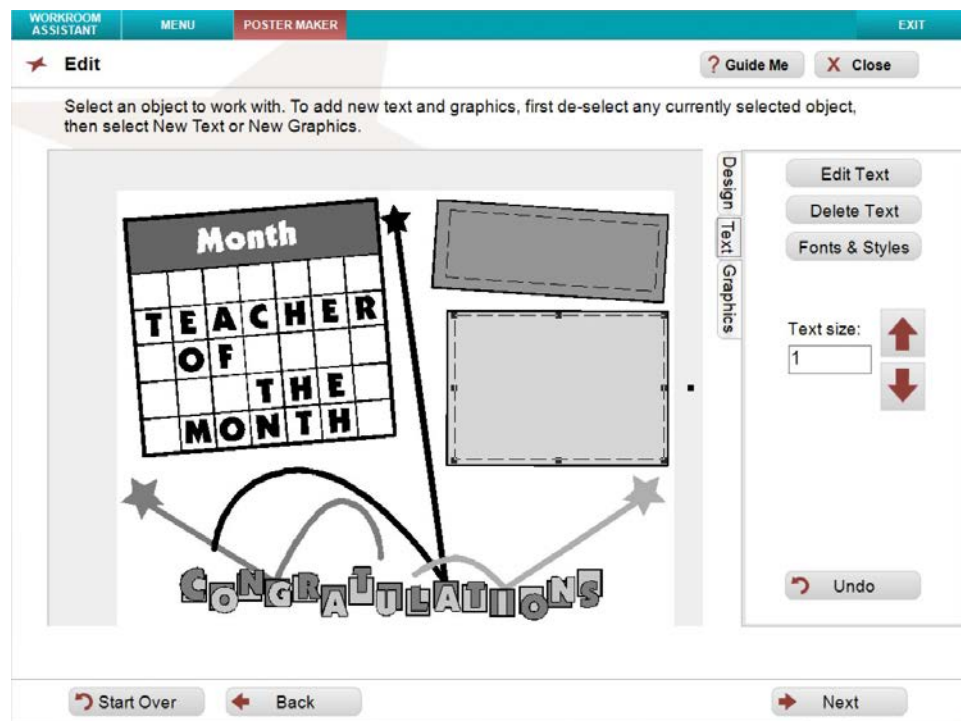 WORKROOM ASSISTANT
MENU
POSTER MAKER
EXIT
Edit
? Guide Me
X Close
Select an object to work with. To add new text and graphics, first de-select any currently selected object,
then select New Text or New Graphics.
Month
TEACHER
OF
THE
MONTH
CONGRATULATIONS
Design
Text
Graphics
Edit Text
Delete Text
Fonts & Styles
Text size:
1
Undo
Start Over
Back
Next